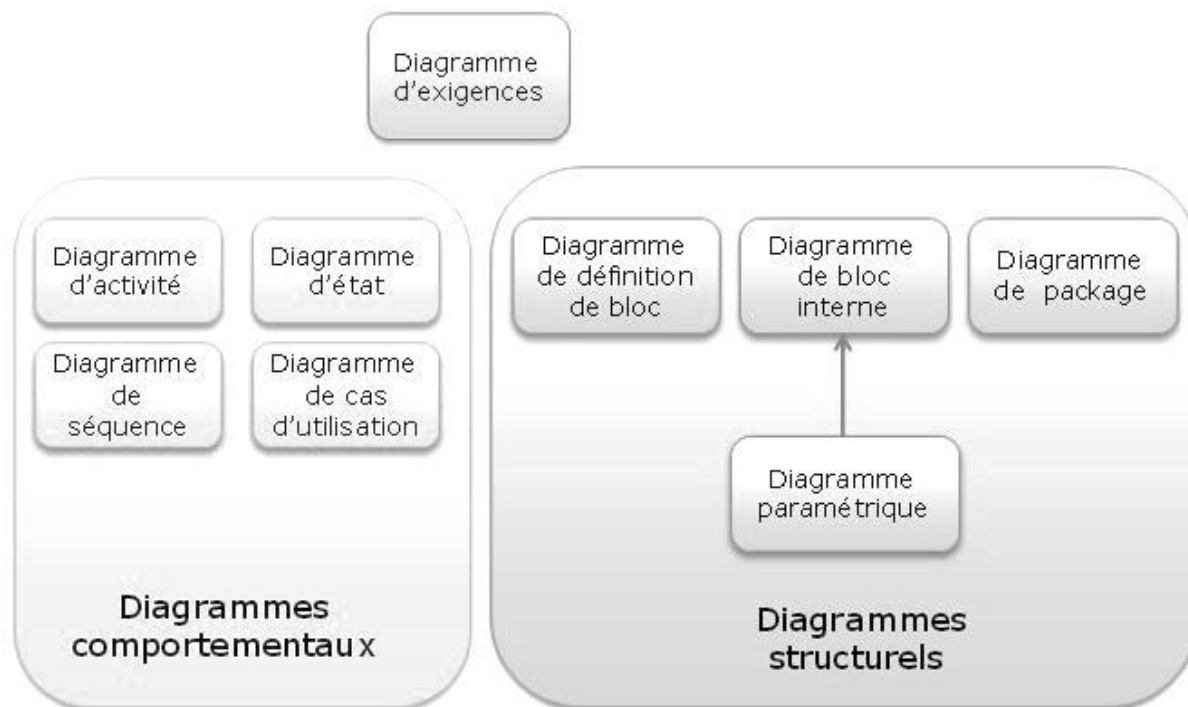 Diagramme
d’exigences
Diagramme
d’activité
Diagramme
d’état
Diagramme
de
séquence
Diagramme
de cas
d’utilisation
Diagrammes
comportementaux
Diagramme
de définition
de bloc
Diagramme
de bloc
interne
Diagramme
de package
Diagramme
paramétrique
Diagrammes
structurels